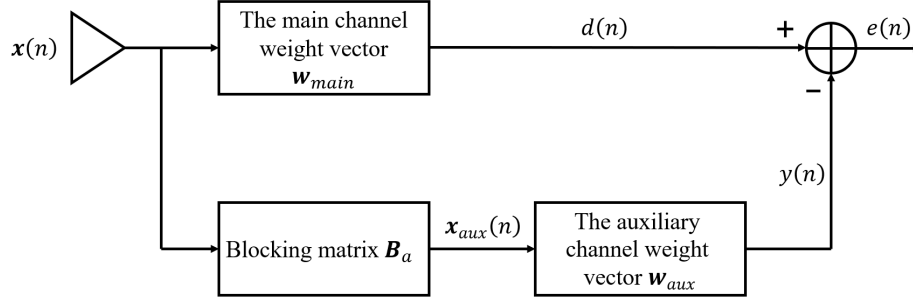 x(n)
The main channel
weight vector
w_main
d(n)
+
e(n)
−
y(n)
Blocking matrix B_a
x_aux(n)
The auxiliary
channel weight
vector w_aux